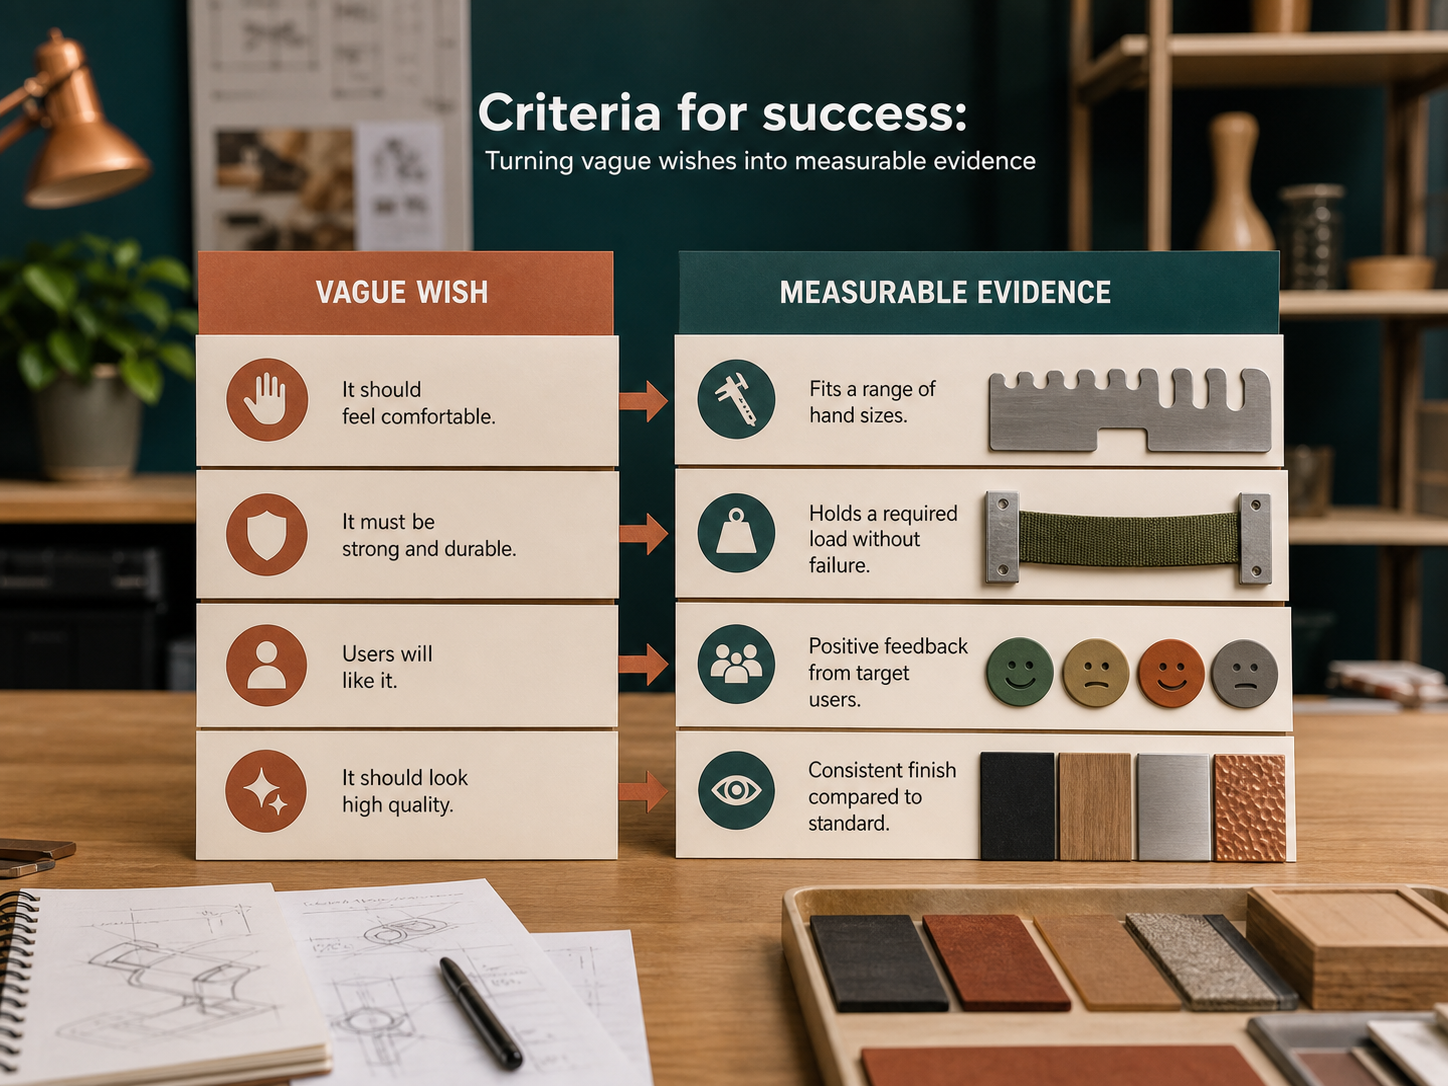 Criteria for success:
Turning vague wishes into measurable evidence
VAGUE WISH
MEASURABLE EVIDENCE
It should
feel comfortable.
Fits a range of
hand sizes.
It must be
strong and durable.
Holds a required
load without
failure.
Users will
like it.
Positive feedback
from target
users.
It should look
high quality.
Consistent finish
compared to
standard.